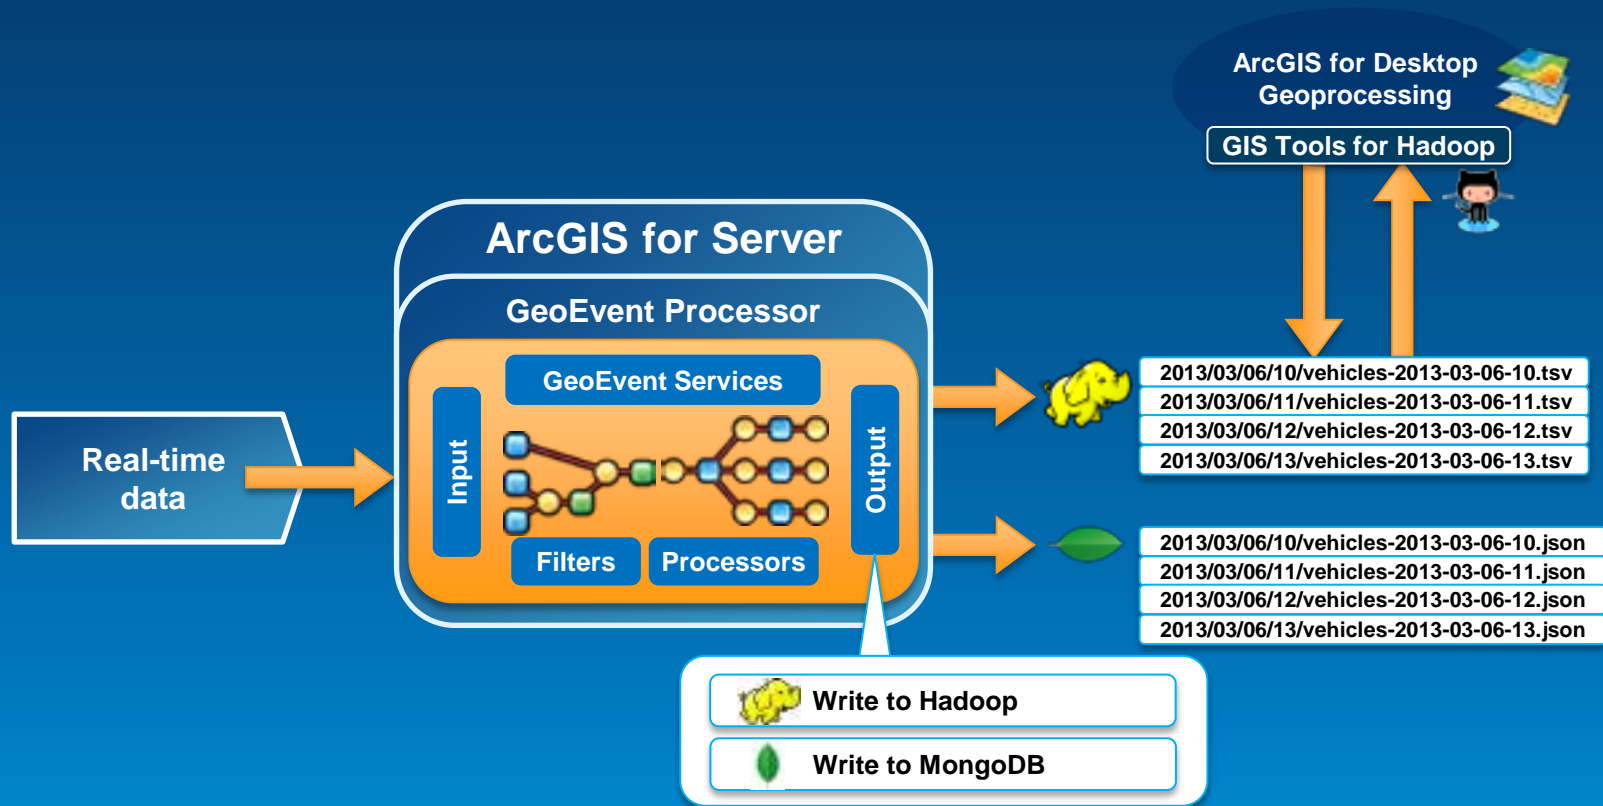 ArcGIS for Desktop
Geoprocessing
GIS Tools for Hadoop
ArcGIS for Server
GeoEvent Processor
GeoEvent Services
Input
Output
Filters
Processors
Real-time
data
2013/03/06/10/vehicles-2013-03-06-10.tsv
2013/03/06/11/vehicles-2013-03-06-11.tsv
2013/03/06/12/vehicles-2013-03-06-12.tsv
2013/03/06/13/vehicles-2013-03-06-13.tsv
2013/03/06/10/vehicles-2013-03-06-10.json
2013/03/06/11/vehicles-2013-03-06-11.json
2013/03/06/12/vehicles-2013-03-06-12.json
2013/03/06/13/vehicles-2013-03-06-13.json
Write to Hadoop
Write to MongoDB